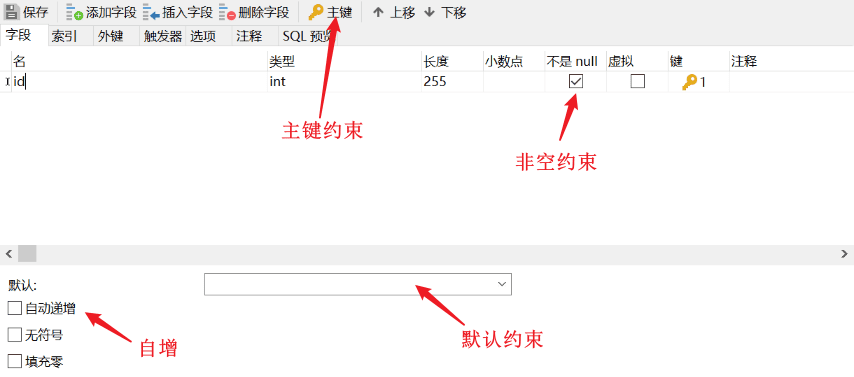 保存 添加字段 插入字段 删除字段 主键 上移 下移
字段 索引 外键 触发器 选项 注释 SQL 预览
名 类型 长度 小数点 不是 null 虚拟 键 注释
id int 255 1
主键约束
非空约束
默认:
自动递增
默认约束
无符号
自增
填充零